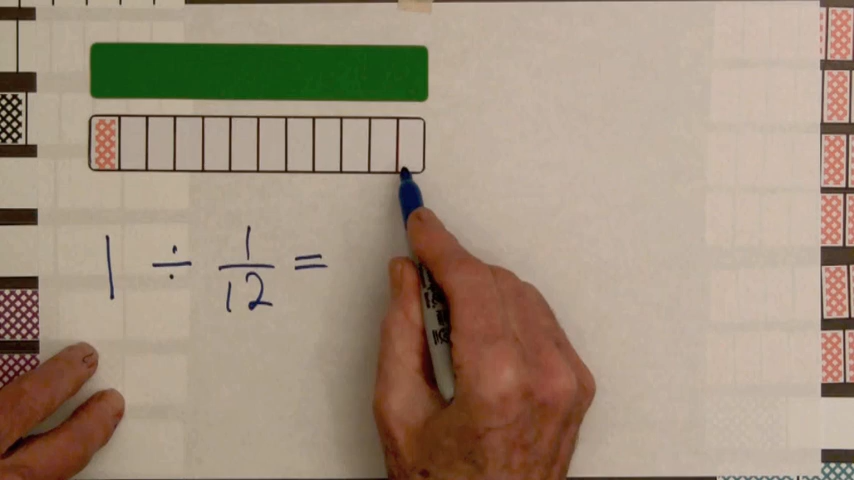 1 ÷ 1/12 =